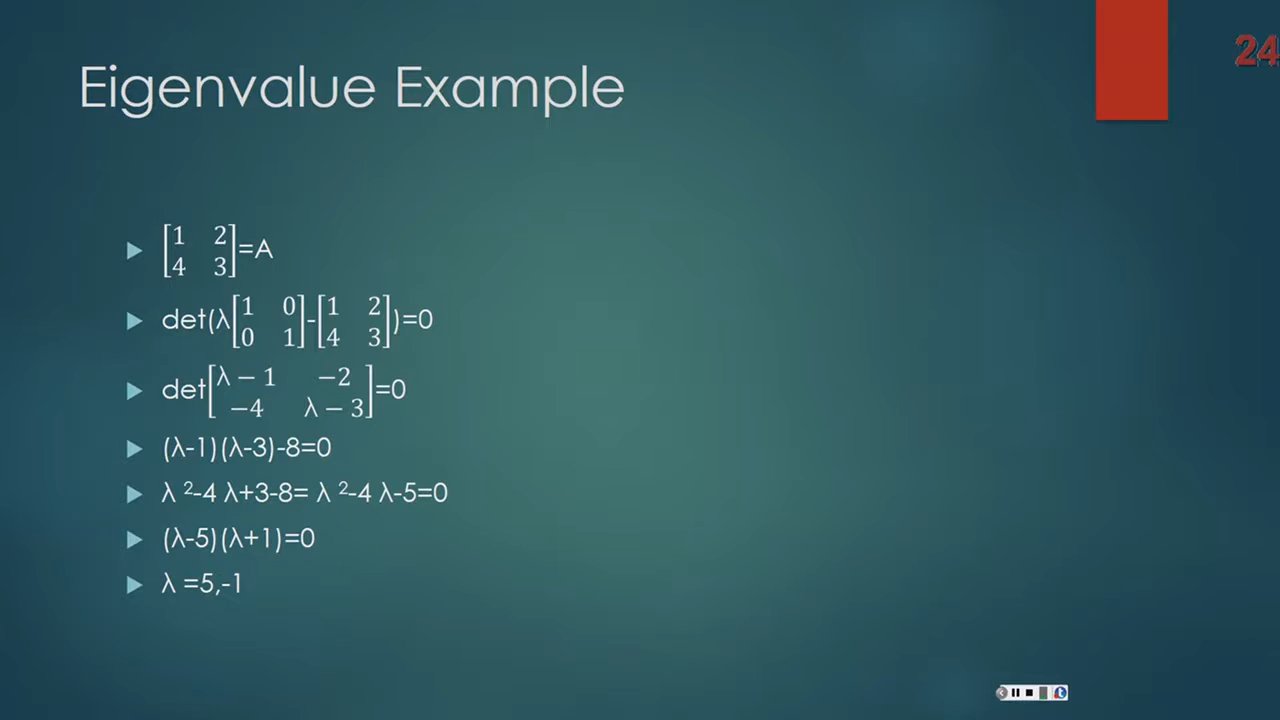 24
Eigenvalue Example
[1 2
4 3]=A
det(λ[1 0
0 1]-[1 2
4 3])=0
det[λ − 1 −2
−4 λ − 3]=0
(λ-1)(λ-3)-8=0
λ ²-4 λ+3-8= λ ²-4 λ-5=0
(λ-5)(λ+1)=0
λ =5,-1